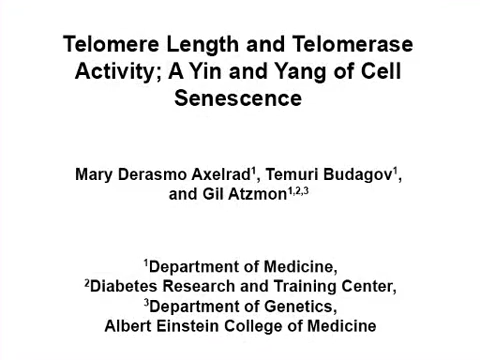 Telomere Length and Telomerase
Activity; A Yin and Yang of Cell
Senescence
Mary Derasmo Axelrad¹, Temuri Budagov¹,
and Gil Atzmon¹,²,³
¹Department of Medicine,
²Diabetes Research and Training Center,
³Department of Genetics,
Albert Einstein College of Medicine